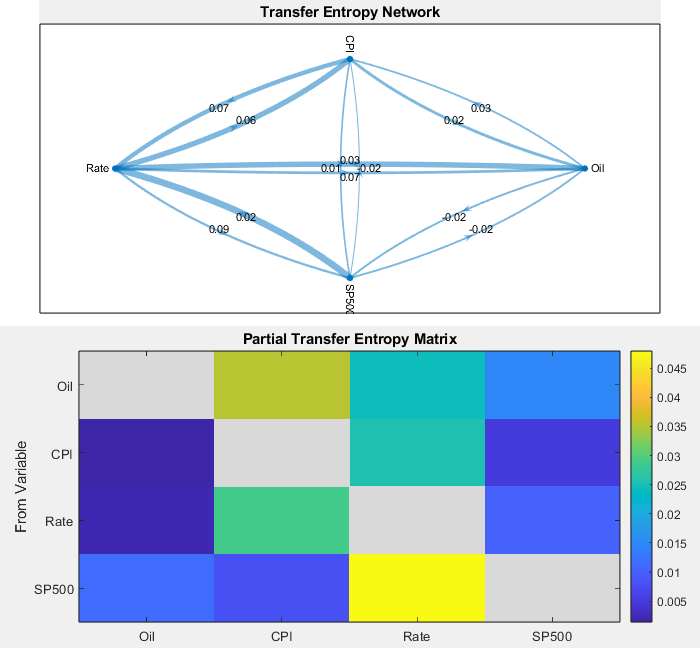 Transfer Entropy Network
CPI
0.07
0.03
0.06
0.02
0.03
Rate
0.01
-0.02
Oil
0.07
0.02
-0.02
0.09
-0.02
SP500
Partial Transfer Entropy Matrix
Oil
CPI
Rate
SP500
From Variable
0.045
0.04
0.035
0.03
0.025
0.02
0.015
0.01
0.005
Oil
CPI
Rate
SP500